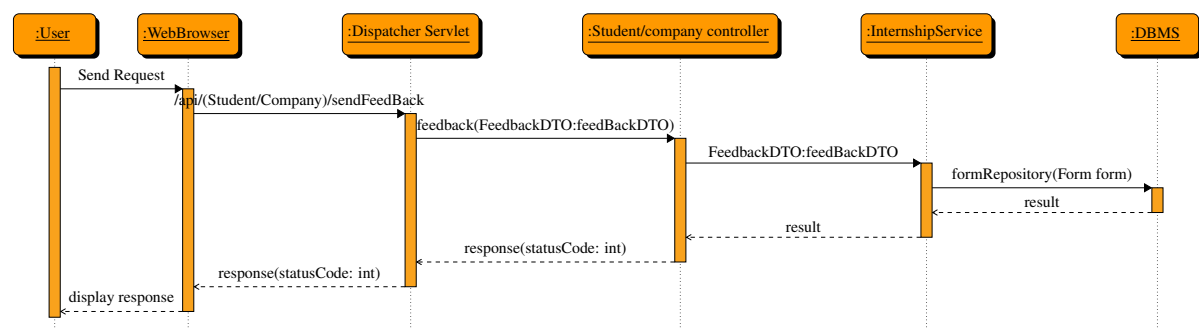 :User
:WebBrowser
:Dispatcher Servlet
:Student/company controller
:InternshipService
:DBMS
Send Request
/api/(Student/Company)/sendFeedBack
feedback(FeedbackDTO:feedBackDTO)
FeedbackDTO:feedBackDTO
formRepository(Form form)
result
result
response(statusCode: int)
response(statusCode: int)
display response